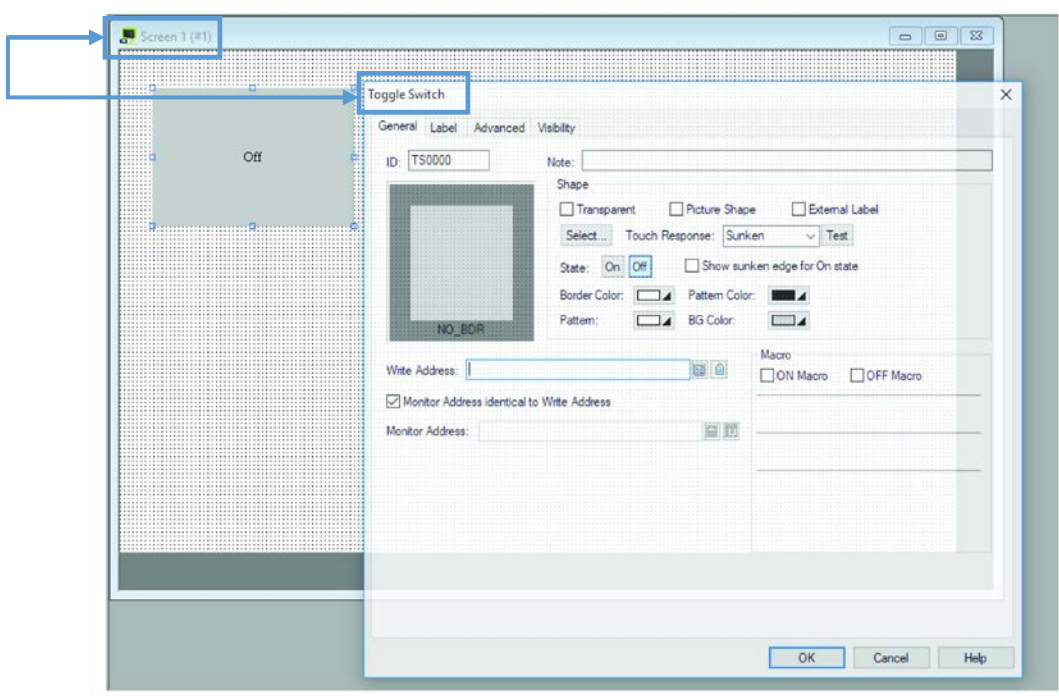 Screen 1 (#1)
Toggle Switch
General Label Advanced Visibility
Off
ID: TS0000 Note:
Shape
Transparent Picture Shape External Label
Select... Touch Response: Sunken Test
State: On Off Show sunken edge for On state
Border Color: Pattern Color:
NO_BDR Pattern: BG Color:
Macro
Write Address: ON Macro OFF Macro
Monitor Address identical to Write Address
Monitor Address:
OK Cancel Help